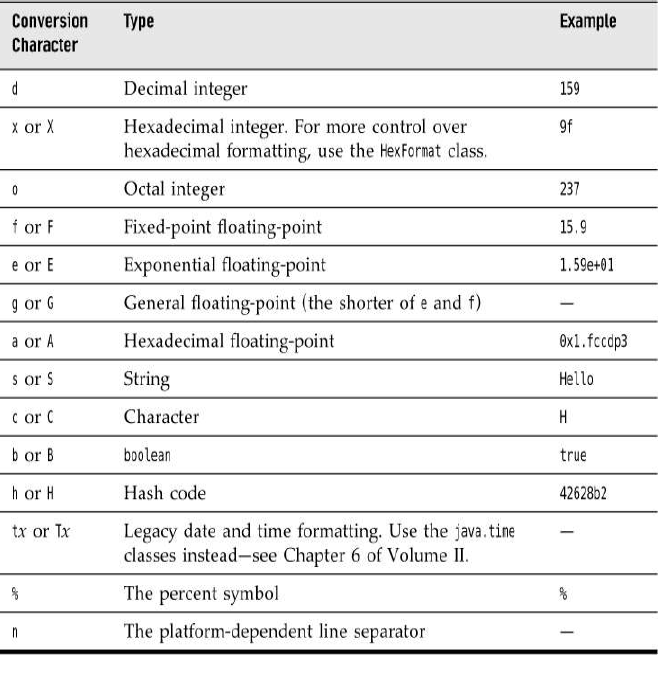 Conversion Character Type Example
d Decimal integer 159
x or X Hexadecimal integer. For more control over 9f
hexadecimal formatting, use the HexFormat class.
o Octal integer 237
f or F Fixed-point floating-point 15.9
e or E Exponential floating-point 1.59e+01
g or G General floating-point (the shorter of e and f) —
a or A Hexadecimal floating-point 0x1.fccdp3
s or S String Hello
c or C Character H
b or B boolean true
h or H Hash code 42628b2
tx or Tx Legacy date and time formatting. Use the java.time —
classes instead—see Chapter 6 of Volume II.
% The percent symbol %
n The platform-dependent line separator —